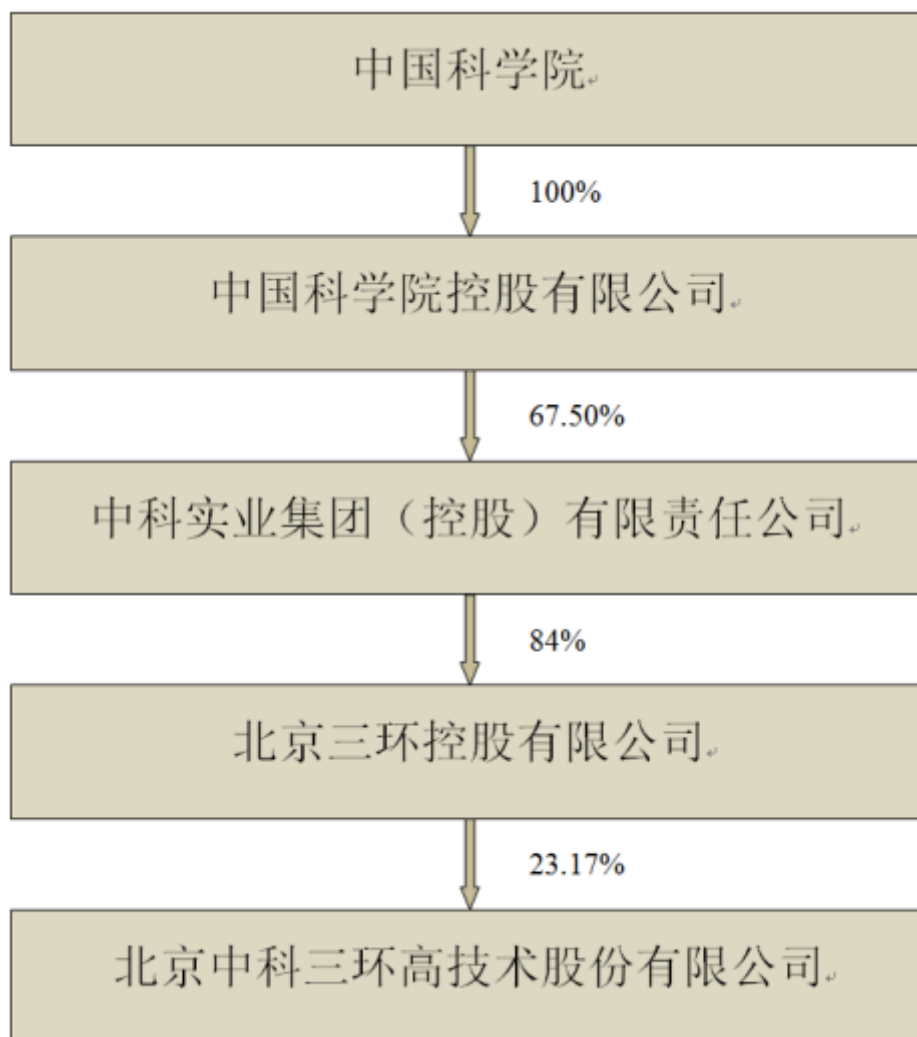 中国科学院
100%
中国科学院控股有限公司
67.50%
中科实业集团（控股）有限责任公司
84%
北京三环控股有限公司
23.17%
北京中科三环高技术股份有限公司